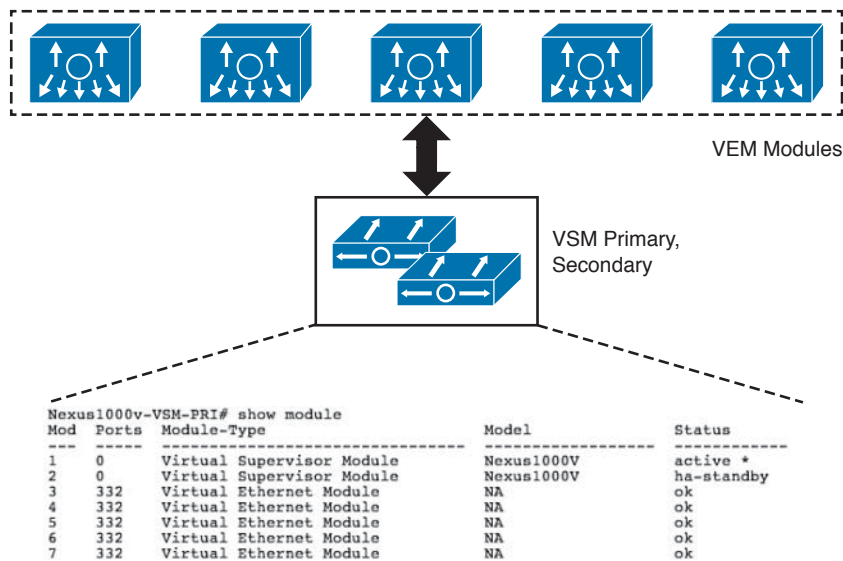 VEM Modules
VSM Primary,
Secondary
Nexus1000v-VSM-PRI# show module
Mod Ports Module-Type Model Status
--- ----- -------------------------------- ------------------ ------------
1 0 Virtual Supervisor Module Nexus1000V active *
2 0 Virtual Supervisor Module Nexus1000V ha-standby
3 332 Virtual Ethernet Module NA ok
4 332 Virtual Ethernet Module NA ok
5 332 Virtual Ethernet Module NA ok
6 332 Virtual Ethernet Module NA ok
7 332 Virtual Ethernet Module NA ok